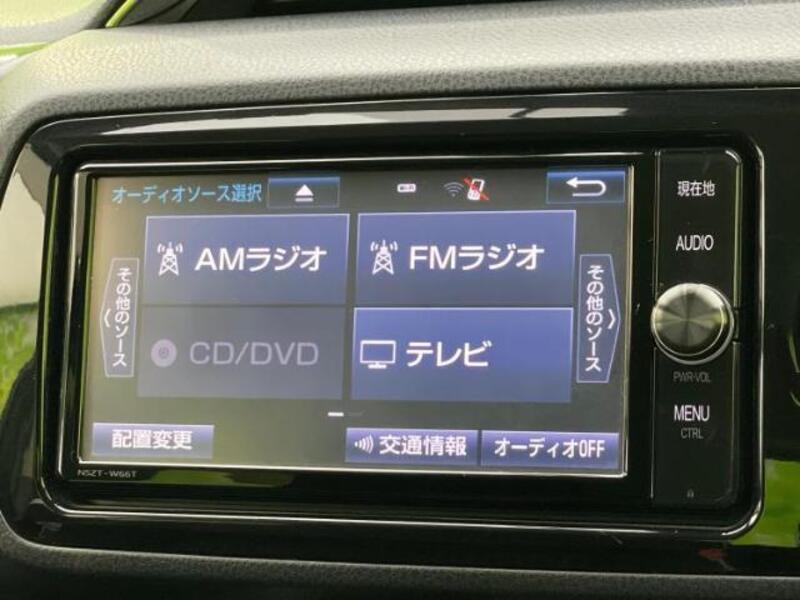 オーディオソース選択
AMラジオ
FMラジオ
CD/DVD
テレビ
その他のソース
その他のソース
配置変更
交通情報
オーディオOFF
NSZT-W66T
現在地
AUDIO
PWR・VOL
MENU
CTRL